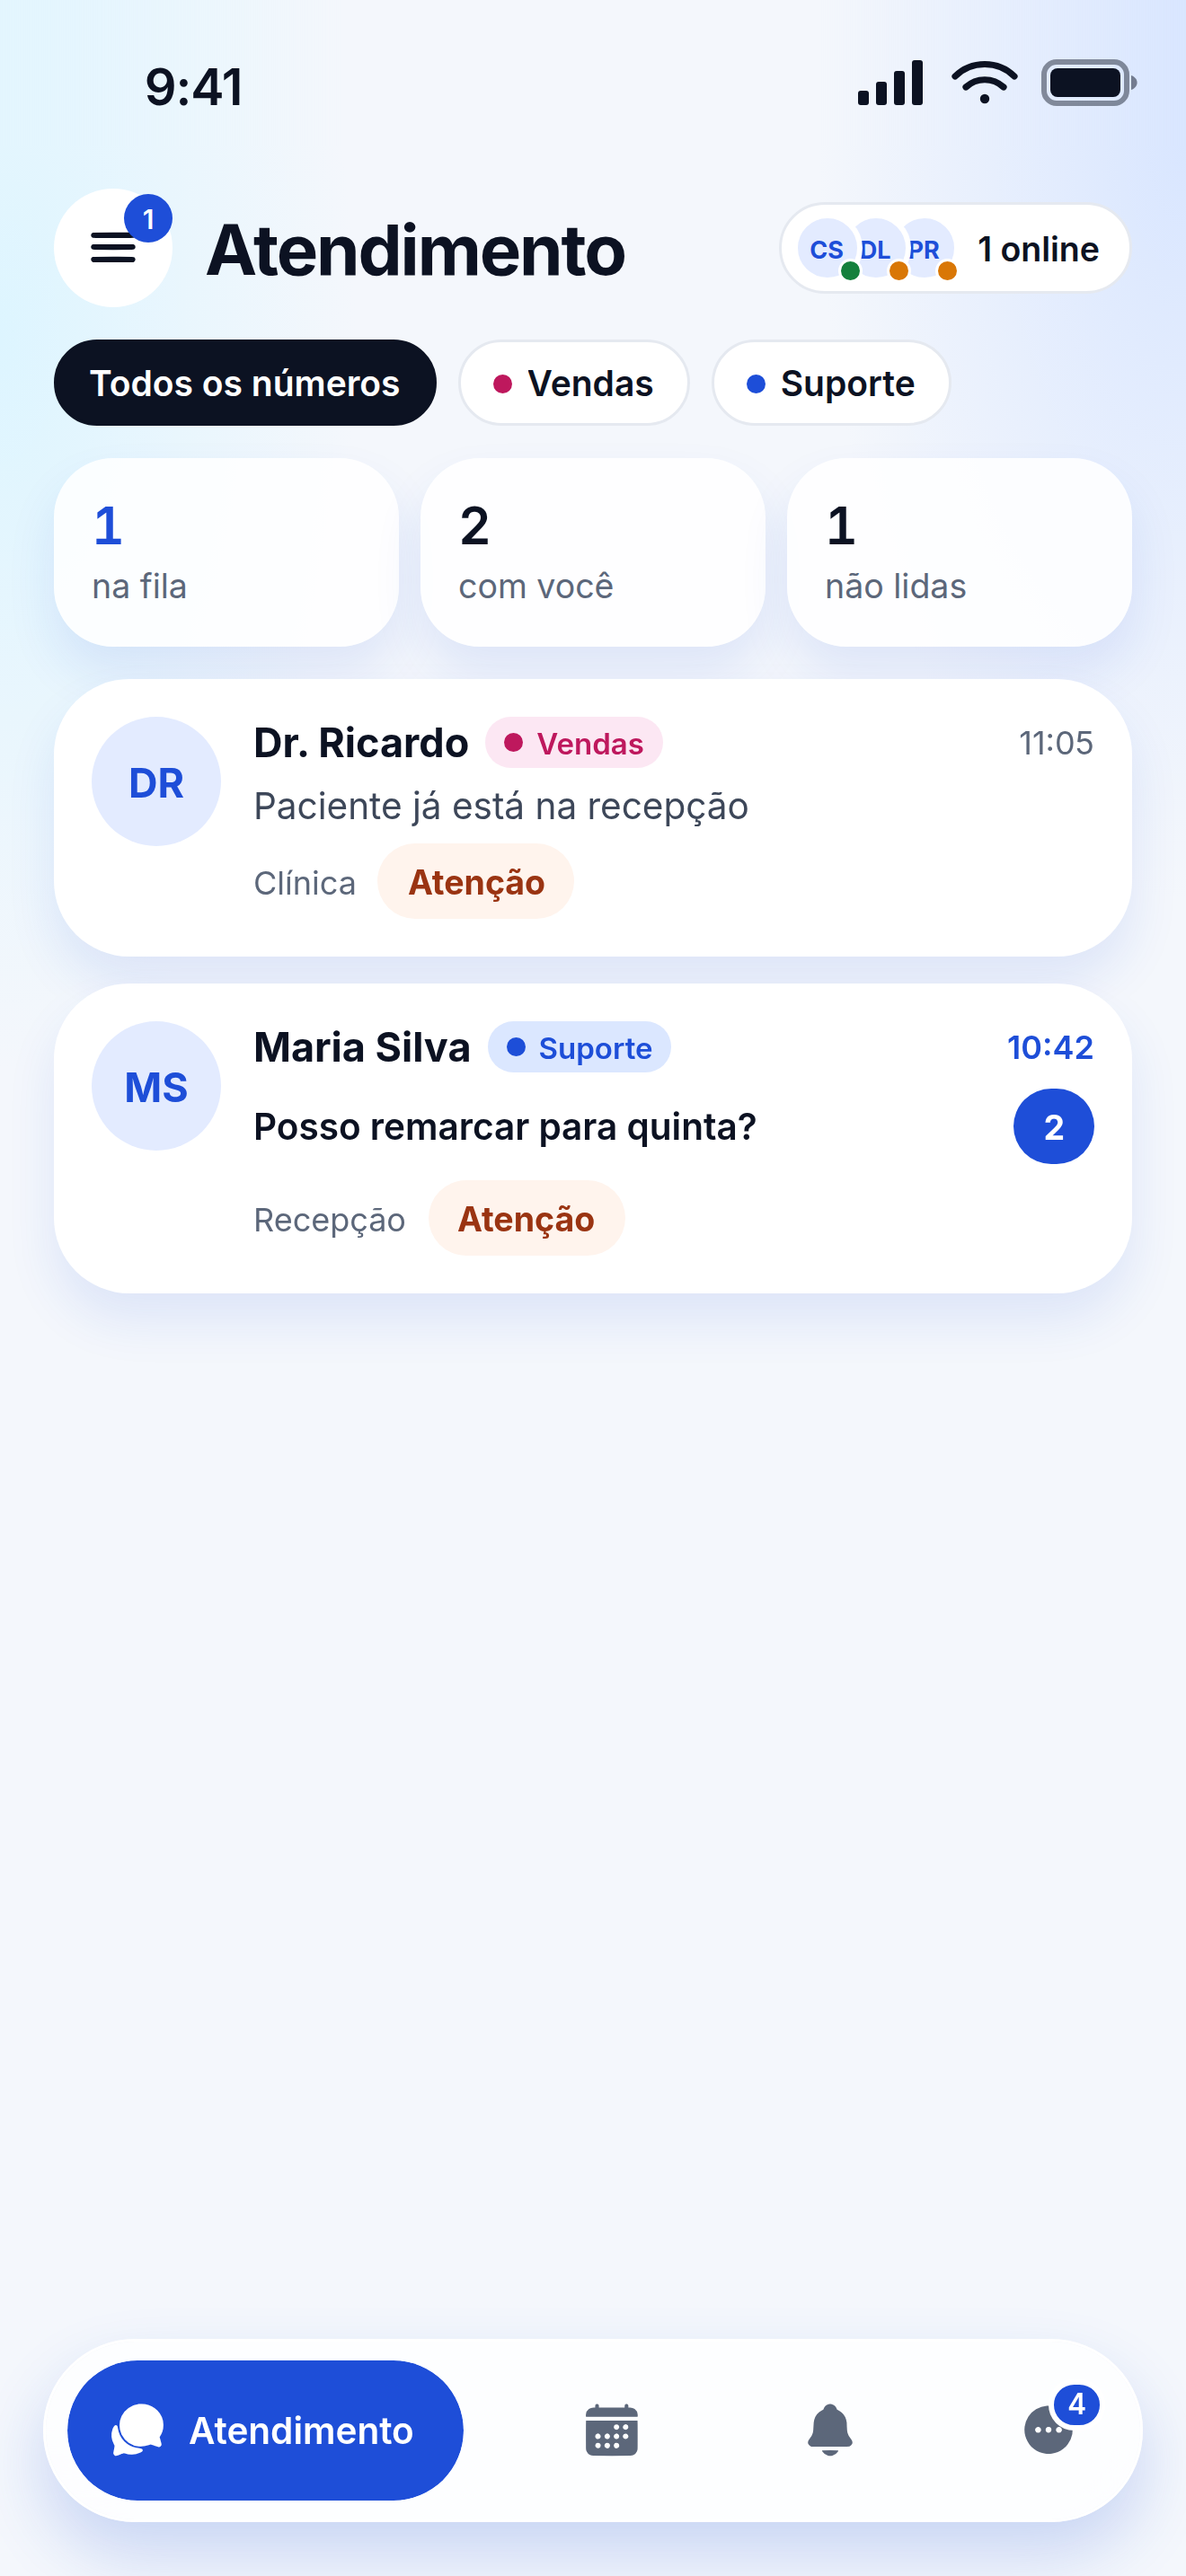 9:41
1
Atendimento
CS DL PR 1 online
Todos os números
Vendas
Suporte
1
na fila
2
com você
1
não lidas
DR
Dr. Ricardo
Vendas
11:05
Paciente já está na recepção
Clínica
Atenção
MS
Maria Silva
Suporte
10:42
Posso remarcar para quinta?
2
Recepção
Atenção
Atendimento
4